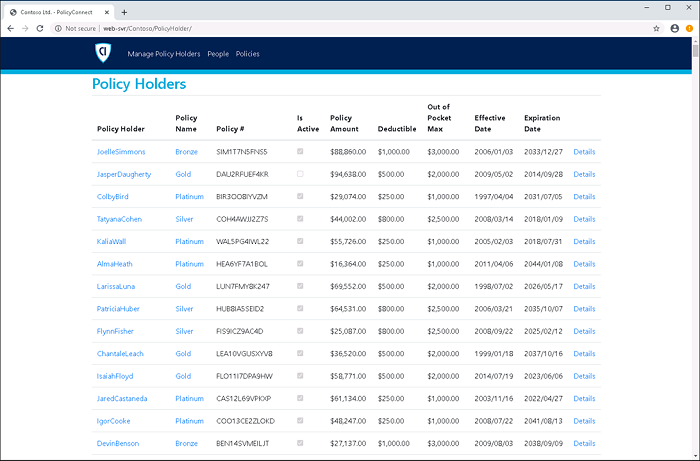 Contoso Ltd. - PolicyConnect
Not secure | web-svr/Contoso/PolicyHolder/
CI Manage Policy Holders People Policies
Policy Holders
Policy Holder Policy Name Policy # Is Active Policy Amount Deductible Out of Pocket Max Effective Date Expiration Date
JoelleSimmons Bronze SIM1T7N5FNS5 $88,860.00 $1,000.00 $3,000.00 2006/01/03 2033/12/27 Details
JasperDaugherty Gold DAU2RFUEF4KR $94,638.00 $500.00 $2,000.00 2009/05/02 2014/09/28 Details
ColbyBird Platinum BIR3OOBIYVZM $29,074.00 $250.00 $1,000.00 1997/04/04 2031/07/05 Details
TatyanaCohen Silver COH4AWJJ2Z7S $44,002.00 $800.00 $2,500.00 2008/03/14 2018/01/09 Details
KaliaWall Platinum WAL5PG4IWL22 $55,726.00 $250.00 $1,000.00 2005/02/03 2018/07/31 Details
AlmaHeath Platinum HEA6YF7A1BOL $16,364.00 $250.00 $1,000.00 2011/04/06 2044/01/08 Details
LarissaLuna Gold LUN7FMY8K247 $69,552.00 $500.00 $2,000.00 1998/07/02 2026/05/17 Details
PatriciaHuber Silver HUB8IA5SEID2 $64,531.00 $800.00 $2,500.00 2006/03/21 2035/10/07 Details
FlynnFisher Silver FIS9ICZ9AC4D $25,087.00 $800.00 $2,500.00 2008/09/22 2025/02/12 Details
ChantaleLeach Gold LEA10VGUSXYV8 $36,520.00 $500.00 $2,000.00 1999/01/18 2037/10/16 Details
IsaiahFloyd Gold FLO11I7DPA9HW $58,771.00 $500.00 $2,000.00 2014/07/19 2023/06/06 Details
JaredCastaneda Platinum CAS12L69VPKXP $61,134.00 $250.00 $1,000.00 2003/11/16 2022/04/27 Details
IgorCooke Platinum COO13CE2ZLOKD $48,247.00 $250.00 $1,000.00 2008/07/22 2041/08/13 Details
DevinBenson Bronze BEN14SVMEILJT $27,137.00 $1,000.00 $3,000.00 2009/08/03 2038/09/09 Details